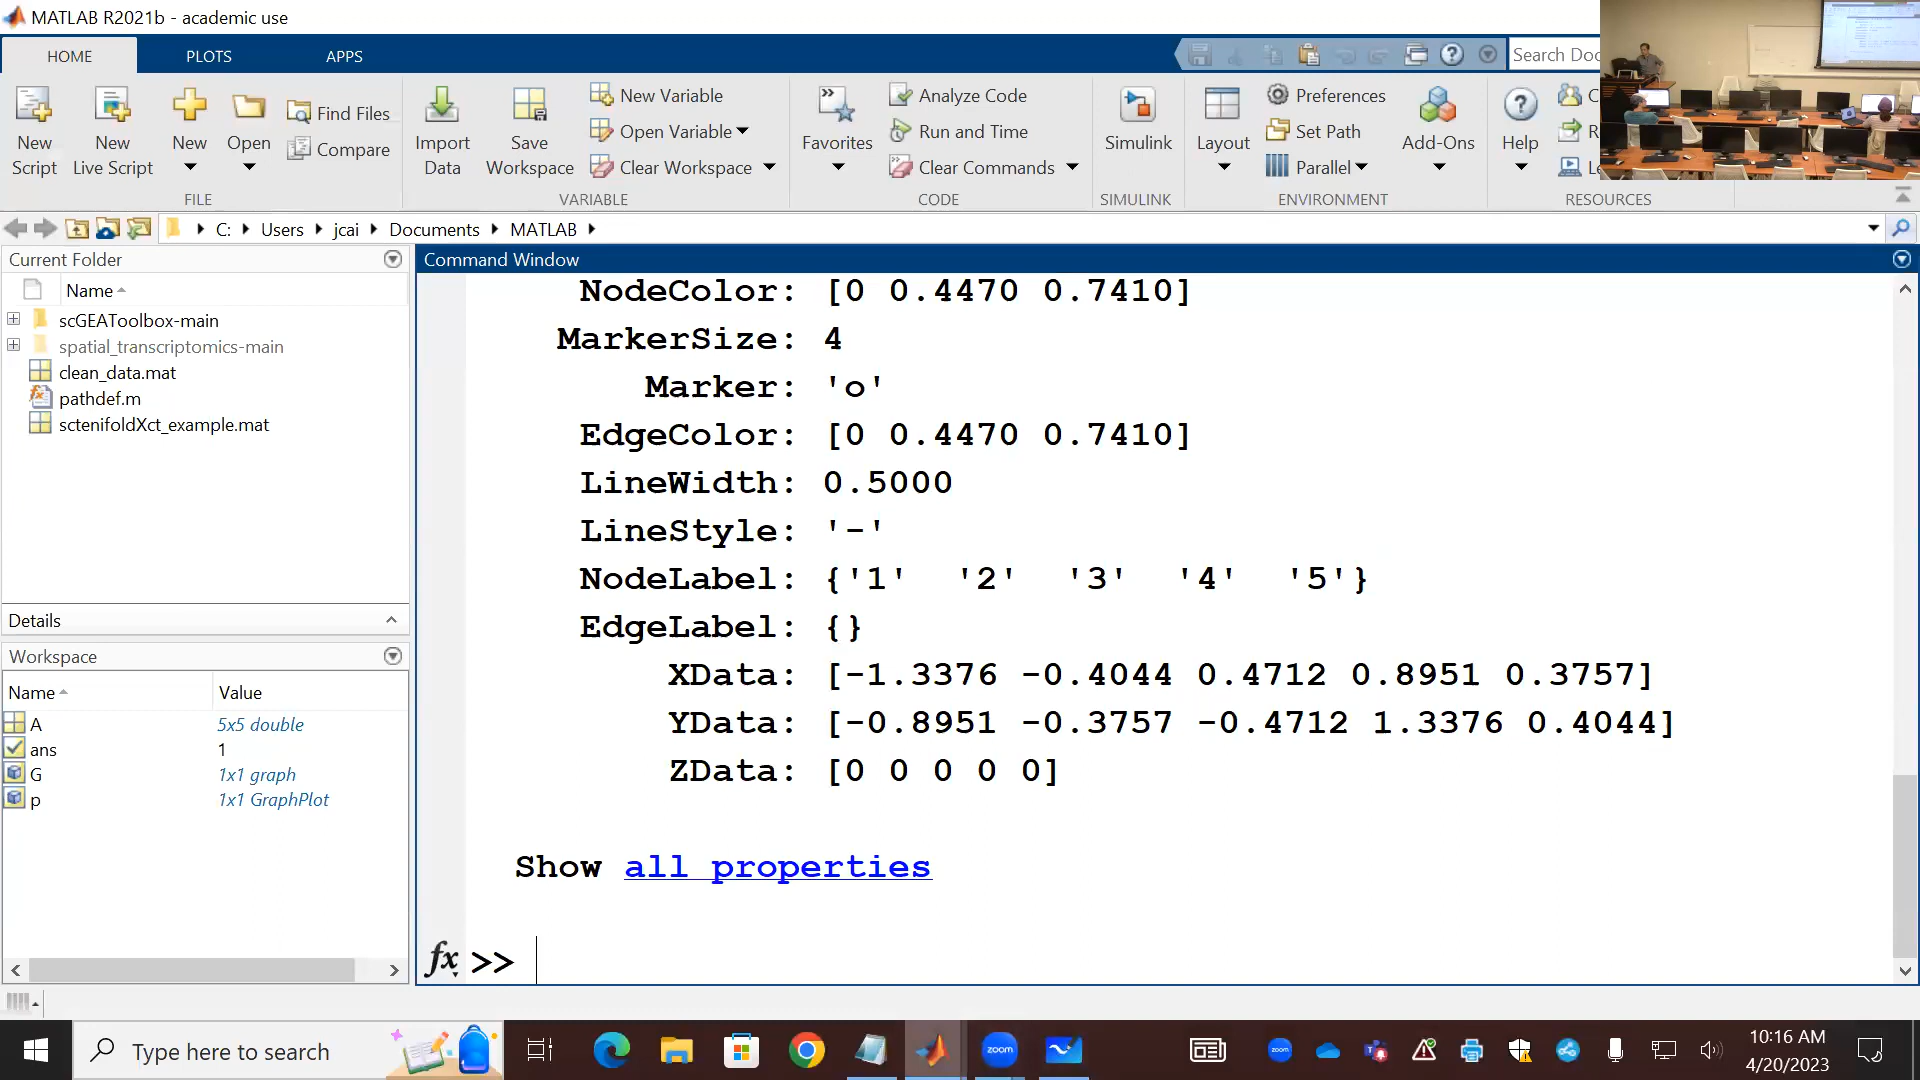 MATLAB R2021b - academic use
HOME PLOTS APPS
Search Doc
New Script
New Live Script
New
Open
Find Files
Compare
FILE
Import Data
Save Workspace
New Variable
Open Variable
Clear Workspace
VARIABLE
Favorites
Analyze Code
Run and Time
Clear Commands
CODE
Simulink
SIMULINK
Layout
Preferences
Set Path
Parallel
ENVIRONMENT
Add-Ons
Help
C
R
Le
RESOURCES
C: Users jcai Documents MATLAB
Current Folder
Name
scGEAToolbox-main
spatial_transcriptomics-main
clean_data.mat
pathdef.m
sctenifoldXct_example.mat
Details
Workspace
Name Value
A 5x5 double
ans 1
G 1x1 graph
p 1x1 GraphPlot
Command Window
NodeColor: [0 0.4470 0.7410]
MarkerSize: 4
Marker: 'o'
EdgeColor: [0 0.4470 0.7410]
LineWidth: 0.5000
LineStyle: '-'
NodeLabel: {'1' '2' '3' '4' '5'}
EdgeLabel: {}
XData: [-1.3376 -0.4044 0.4712 0.8951 0.3757]
YData: [-0.8951 -0.3757 -0.4712 1.3376 0.4044]
ZData: [0 0 0 0 0]
Show all properties
fx >>
Type here to search
zoom
zoom
10:16 AM
4/20/2023